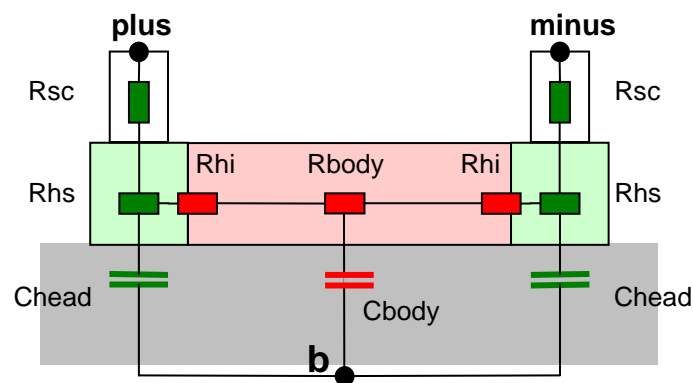 plus minus
Rsc Rsc
Rhi Rbody Rhi
Rhs Rhs
Chead Cbody Chead
b